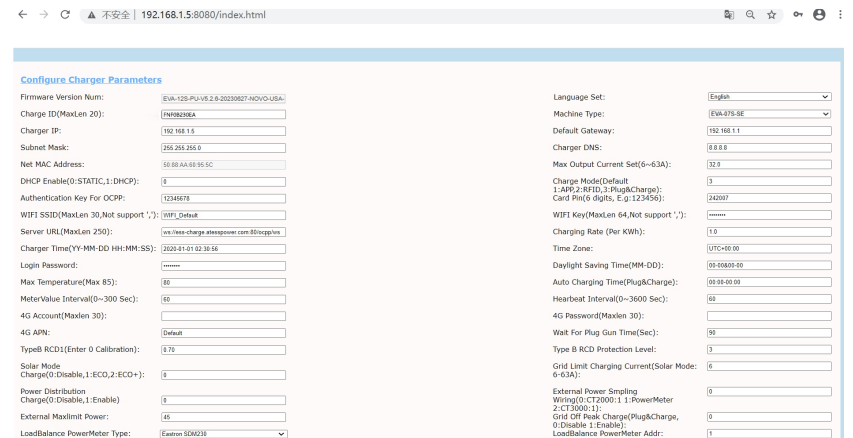 不安全 192.168.1.5:8080/index.html
Configure Charger Parameters
Firmware Version Num: EVA-12S-PU-V5.2.6-20230627-NOVO-USA-
Language Set: English
Charge ID(MaxLen 20): FNF0B230EA
Machine Type: EVA-07S-SE
Charger IP: 192.168.1.5
Default Gateway: 192.168.1.1
Subnet Mask: 255.255.255.0
Charger DNS: 8.8.8.8
Net MAC Address: 50:88:AA:60:95:5C
Max Output Current Set(6~63A): 32.0
DHCP Enable(0:STATIC,1:DHCP): 0
Charge Mode(Default
1:APP,2:RFID,3:Plug&Charge): 3
Authentication Key For OCPP: 12345678
Card Pin(6 digits, E.g:123456): 242007
WIFI SSID(MaxLen 30,Not support ','): WIFI_Default
WIFI Key(MaxLen 64,Not support ','): ••••••••
Server URL(MaxLen 250): ws://ess-charge.atesspower.com:80/ocpp/ws
Charging Rate (Per KWh): 1.0
Charger Time(YY-MM-DD HH:MM:SS): 2020-01-01 02:30:56
Time Zone: UTC+00:00
Login Password: ••••••••
Daylight Saving Time(MM-DD): 00-00&00-00
Max Temperature(Max 85): 80
Auto Charging Time(Plug&Charge): 00:00-00:00
MeterValue Interval(0~300 Sec): 60
Hearbeat Interval(0~3600 Sec): 60
4G Account(Maxlen 30):
4G Password(Maxlen 30):
4G APN: Default
Wait For Plug Gun Time(Sec): 90
TypeB RCD1(Enter 0 Calibration): 0.70
Type B RCD Protection Level: 3
Solar Mode
Charge(0:Disable,1:ECO,2:ECO+): 0
Grid Limit Charging Current(Solar Mode:
6-63A): 6
Power Distribution
Charge(0:Disable,1:Enable) 0
External Power Smpling
Wiring(0:CT2000:1 1:PowerMeter
2:CT3000:1): 0
External Maxlimit Power: 45
Grid Off Peak Charge(Plug&Charge,
0:Disable 1:Enable): 0
LoadBalance PowerMeter Type: Eastron SDM230
LoadBalance PowerMeter Addr: 1